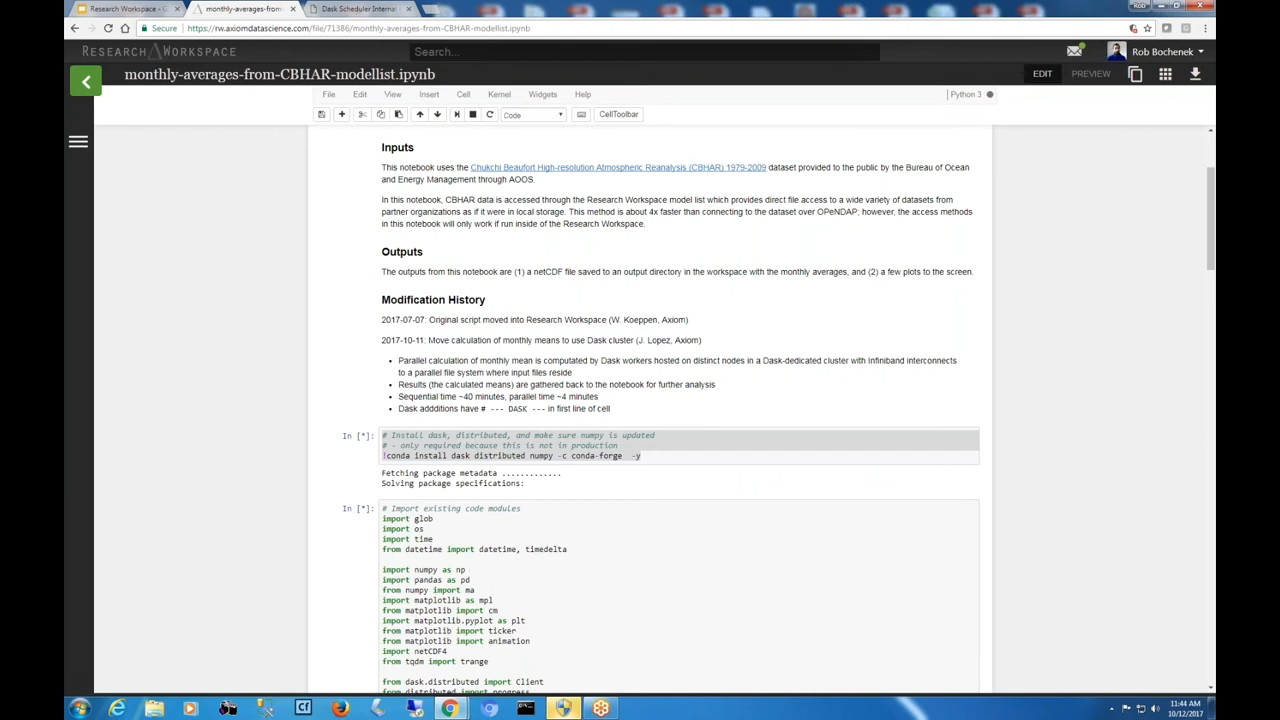 Research Workspace - G
monthly-averages-from-
Dask Scheduler Internal
Rob
Secure
https://rw.axiomdatascience.com/file/71386/monthly-averages-from-CBHAR-modellist.ipynb
RESEARCH WORKSPACE
Search...
Rob Bochenek
monthly-averages-from-CBHAR-modellist.ipynb
EDIT PREVIEW
File Edit View Insert Cell Kernel Widgets Help
Python 3
Code
CellToolbar
Inputs
This notebook uses the Chukchi Beaufort High-resolution Atmospheric Reanalysis (CBHAR) 1979-2009 dataset provided to the public by the Bureau of Ocean
and Energy Management through AOOS.
In this notebook, CBHAR data is accessed through the Research Workspace model list which provides direct file access to a wide variety of datasets from
partner organizations as if it were in local storage. This method is about 4x faster than connecting to the dataset over OPeNDAP; however, the access methods
in this notebook will only work if run inside of the Research Workspace.
Outputs
The outputs from this notebook are (1) a netCDF file saved to an output directory in the workspace with the monthly averages, and (2) a few plots to the screen.
Modification History
2017-07-07: Original script moved into Research Workspace (W. Koeppen, Axiom)
2017-10-11: Move calculation of monthly means to use Dask cluster (J. Lopez, Axiom)
• Parallel calculation of monthly mean is computed by Dask workers hosted on distinct nodes in a Dask-dedicated cluster with Infiniband interconnects
to a parallel file system where input files reside
• Results (the calculated means) are gathered back to the notebook for further analysis
• Sequential time ~40 minutes, parallel time ~4 minutes
• Dask addditions have # --- DASK --- in first line of cell
In [*]:
# Install dask, distributed, and make sure numpy is updated
# - only required because this is not in production
!conda install dask distributed numpy -c conda-forge -y
Fetching package metadata .............
Solving package specifications:
In [*]:
# Import existing code modules
import glob
import os
import time
from datetime import datetime, timedelta
import numpy as np
import pandas as pd
from numpy import ma
import matplotlib as mpl
from matplotlib import cm
import matplotlib.pyplot as plt
from matplotlib import ticker
from matplotlib import animation
import netCDF4
from tqdm import trange
from dask.distributed import Client
from distributed import progress
11:44 AM
10/12/2017